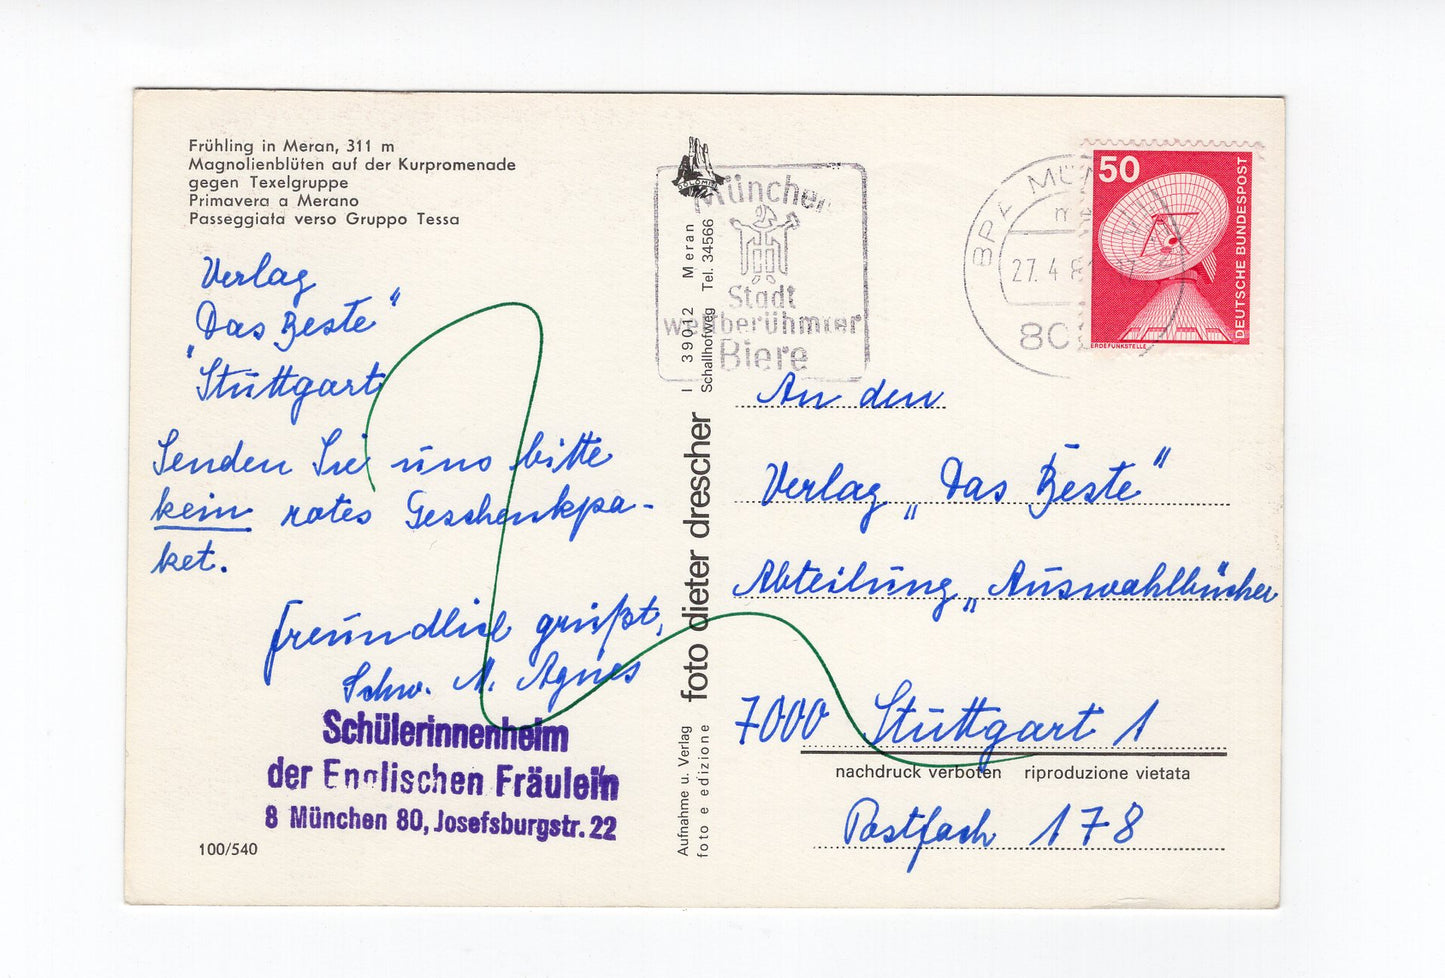 Frühling in Meran, 311 m
Magnolienblüten auf der Kurpromenade
gegen Texelgruppe
Primavera a Merano
Passeggiata verso Gruppo Tessa
Verlag
"Das Beste"
Stuttgart
Senden Sie uns bitte
kein rotes Geschenkpa-
ket.
Freundlich grüßt,
Schw. M. Agnes
Schülerinnenheim
der Englischen Fräulein
8 München 80, Josefsburgstr. 22
100/540
DOLOMIA
I 39012 Meran
Schallhofweg Tel. 34566
foto dieter drescher
Aufnahme u. Verlag
foto e edizione
München
Stadt
weltberühmter
Biere
BPA MÜ
27.4.8
80
50
DEUTSCHE BUNDESPOST
ERDEFUNKSTELLE
An den
Verlag „Das Beste"
Abteilung „Auswahlbücher"
7000 Stuttgart 1
nachdruck verboten riproduzione vietata
Postfach 178